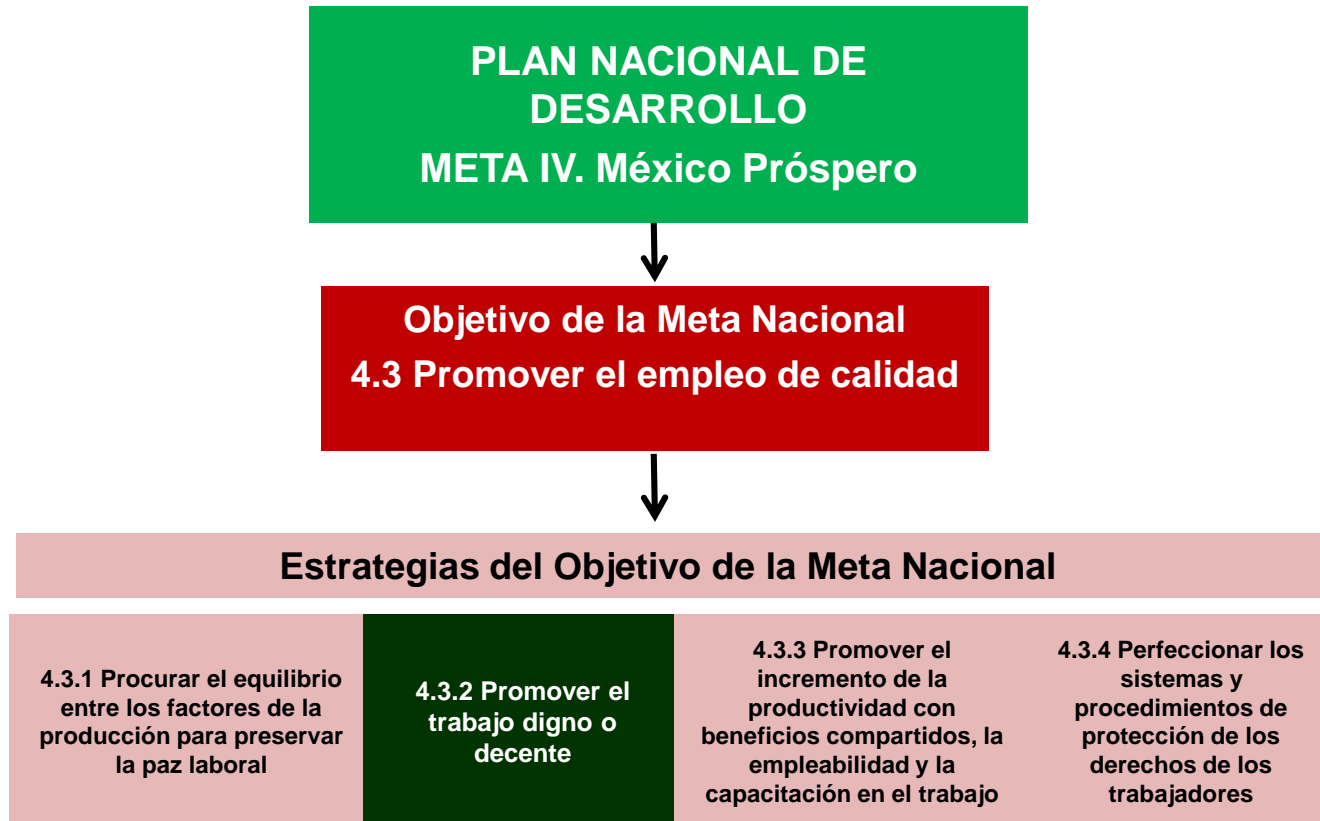 PLAN NACIONAL DE
DESARROLLO
META IV. México Próspero
Objetivo de la Meta Nacional
4.3 Promover el empleo de calidad
Estrategias del Objetivo de la Meta Nacional
4.3.1 Procurar el equilibrio
entre los factores de la
producción para preservar
la paz laboral
4.3.2 Promover el
trabajo digno o
decente
4.3.3 Promover el
incremento de la
productividad con
beneficios compartidos, la
empleabilidad y la
capacitación en el trabajo
4.3.4 Perfeccionar los
sistemas y
procedimientos de
protección de los
derechos de los
trabajadores